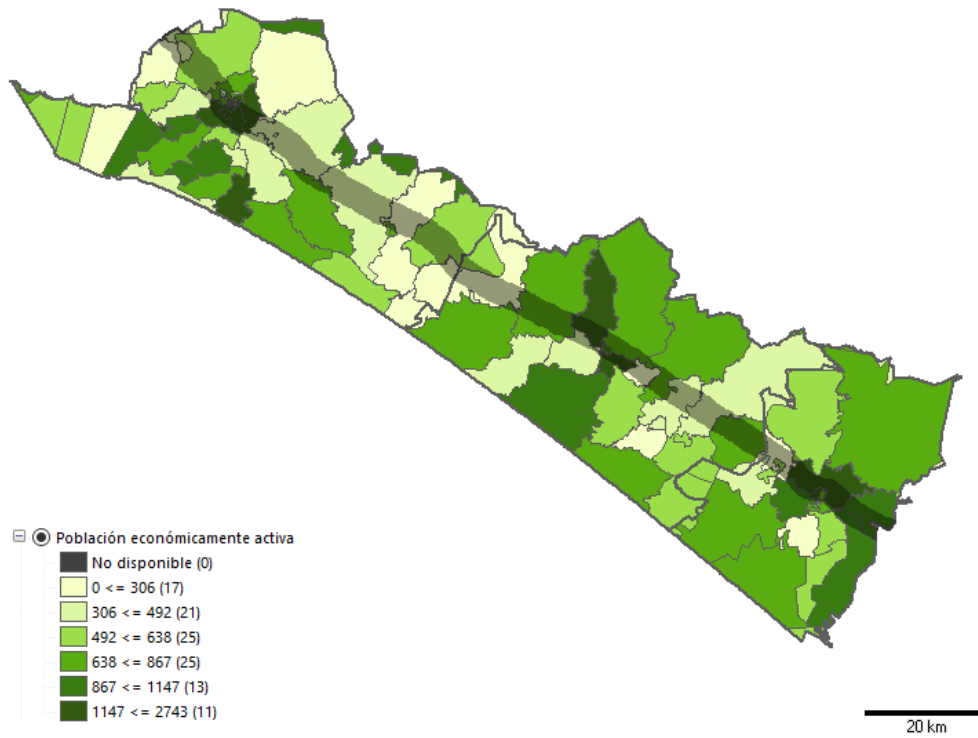 Población económicamente activa
No disponible (0)
0 <= 306 (17)
306 <= 492 (21)
492 <= 638 (25)
638 <= 867 (25)
867 <= 1147 (13)
1147 <= 2743 (11)
20 km